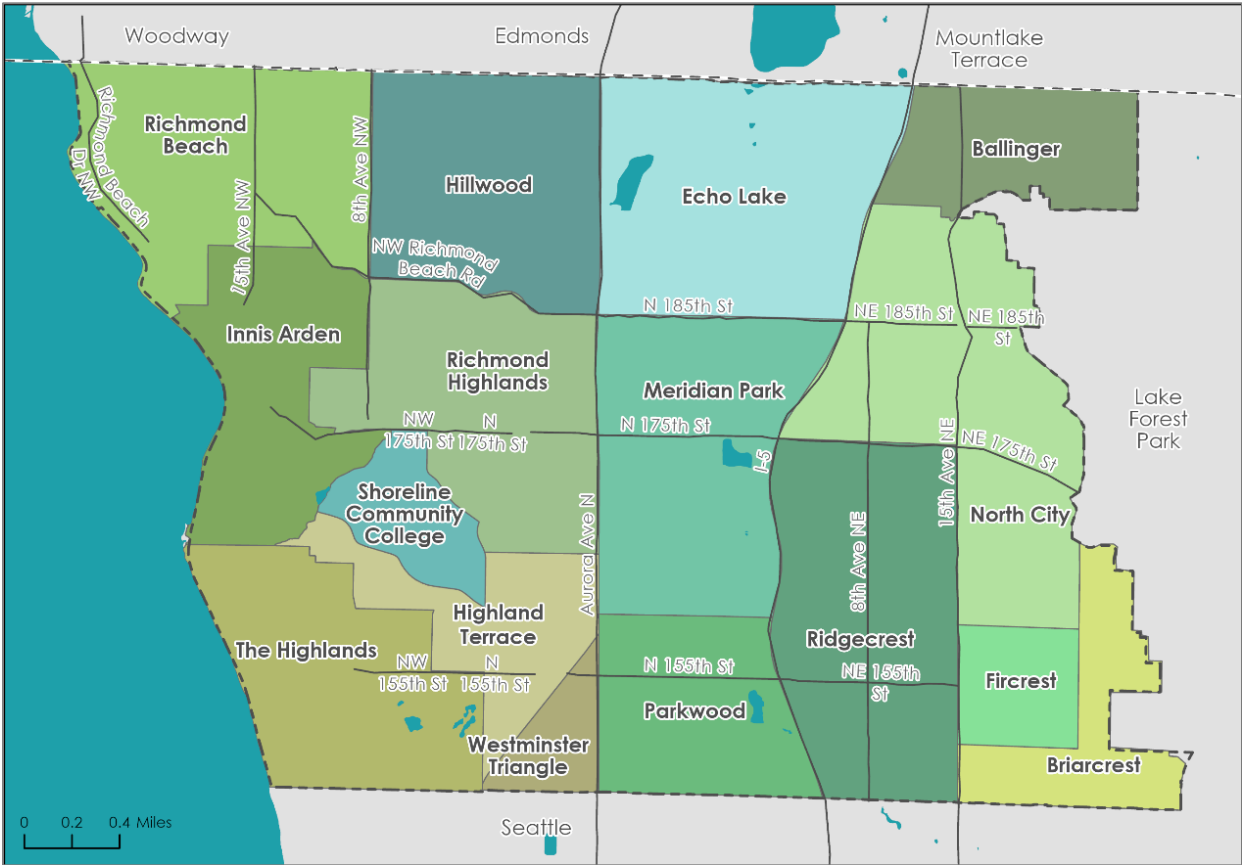 Woodway
Edmonds
Mountlake
Terrace
Richmond
Beach
Richmond Beach
Dr NW
15th Ave NW
8th Ave NW
Hillwood
Echo Lake
Ballinger
NW Richmond
Beach Rd
N 185th St
NE 185th St
NE 185th
St
Innis Arden
Richmond
Highlands
Meridian Park
Lake
Forest
Park
NW
175th St
N
175th St
N 175th St
NE 175th St
I-5
15th Ave NE
Shoreline
Community
College
North City
Aurora Ave N
8th Ave NE
Highland
Terrace
The Highlands
Ridgecrest
NW
155th St
N
155th St
N 155th St
NE 155th
St
Fircrest
Parkwood
Westminster
Triangle
Briarcrest
0 0.2 0.4 Miles
Seattle